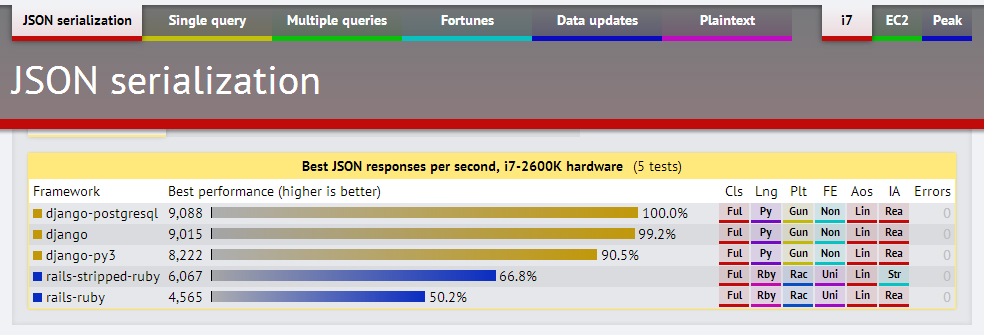 JSON serialization Single query Multiple queries Fortunes Data updates Plaintext i7 EC2 Peak
JSON serialization
Best JSON responses per second, i7-2600K hardware (5 tests)
Framework Best performance (higher is better) Cls Lng Plt FE Aos IA Errors
django-postgresql 9,088 100.0% Ful Py Gun Non Lin Rea 0
django 9,015 99.2% Ful Py Gun Non Lin Rea 0
django-py3 8,222 90.5% Ful Py Gun Non Lin Rea 0
rails-stripped-ruby 6,067 66.8% Ful Rby Rac Uni Lin Str 0
rails-ruby 4,565 50.2% Ful Rby Rac Uni Lin Rea 0